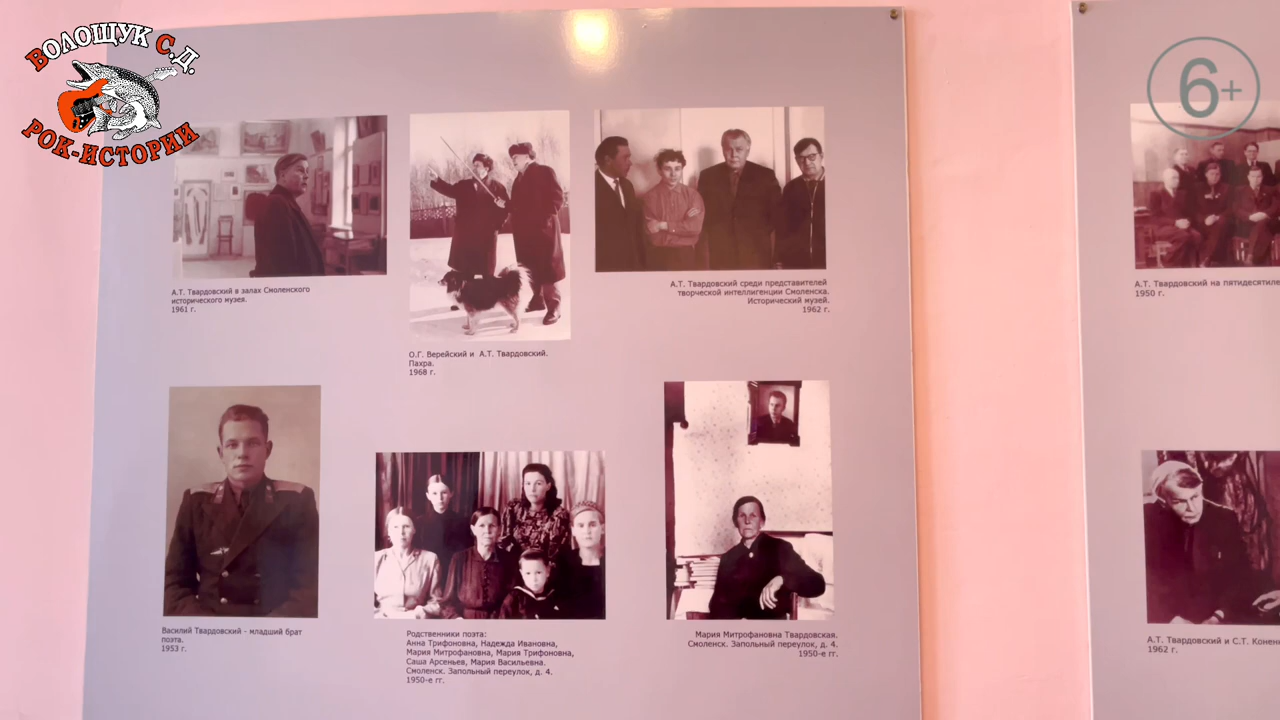 ВОЛОЩУК С.Д.
РОК-ИСТОРИИ
6+
А.Т. Твардовский в залах Смоленского
исторического музея.
1961 г.
О.Г. Верейский и А.Т. Твардовский.
Пахра.
1968 г.
А.Т. Твардовский среди представителей
творческой интеллигенции Смоленска.
Исторический музей.
1962 г.
Василий Твардовский - младший брат
поэта.
1953 г.
Родственники поэта:
Анна Трифоновна, Надежда Ивановна,
Мария Митрофановна, Мария Трифоновна,
Саша Арсеньев, Мария Васильевна.
Смоленск. Запольный переулок, д. 4.
1950-е гг.
Мария Митрофановна Твардовская.
Смоленск. Запольный переулок, д. 4.
1950-е гг.
А.Т. Твардовский на пятидесятиле
1950 г.
А.Т. Твардовский и С.Т. Конен
1962 г.